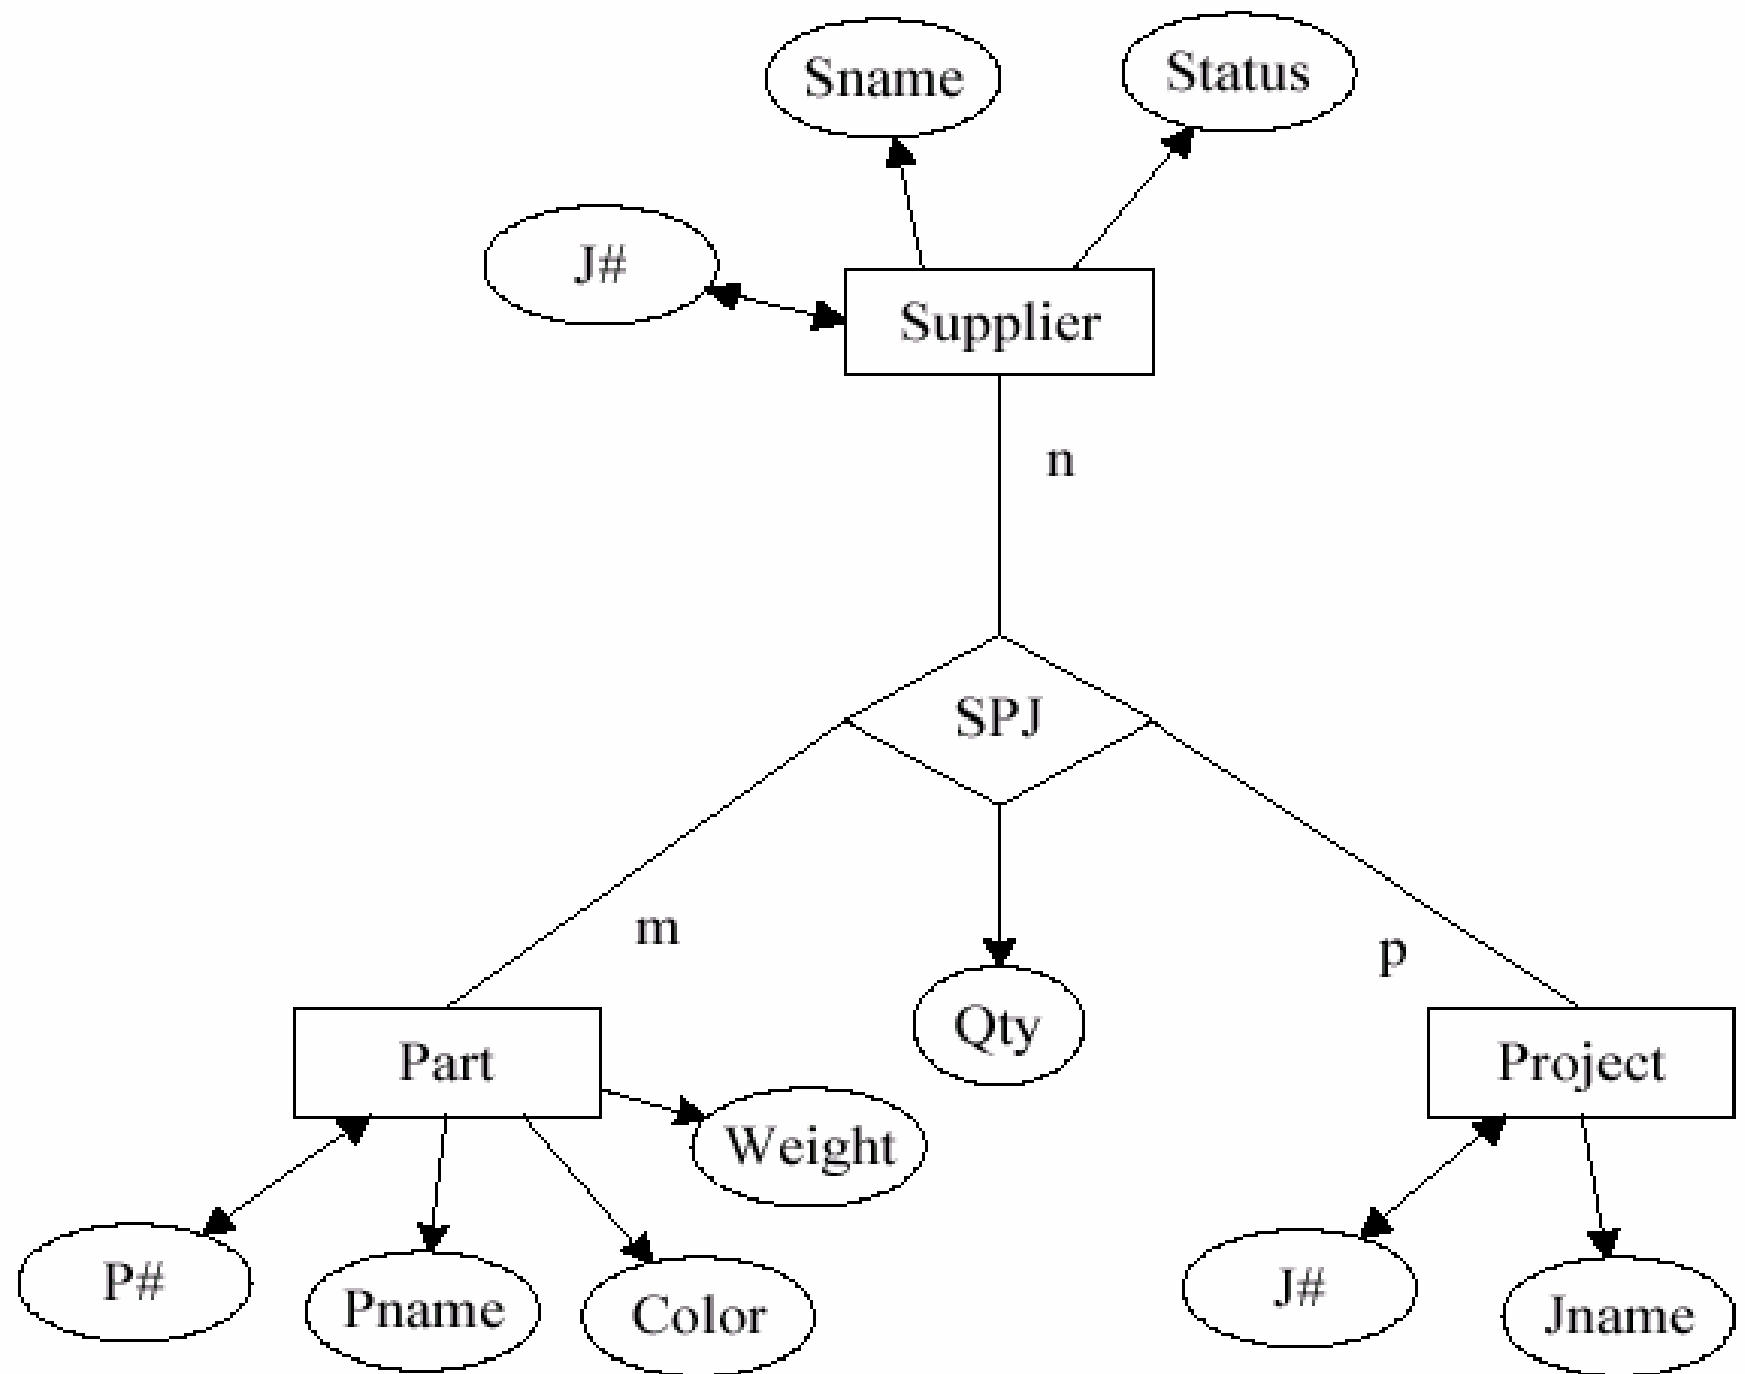 Sname
Status
J#
Supplier
n
SPJ
m
p
Qty
Part
Project
Weight
P#
Pname
Color
J#
Jname